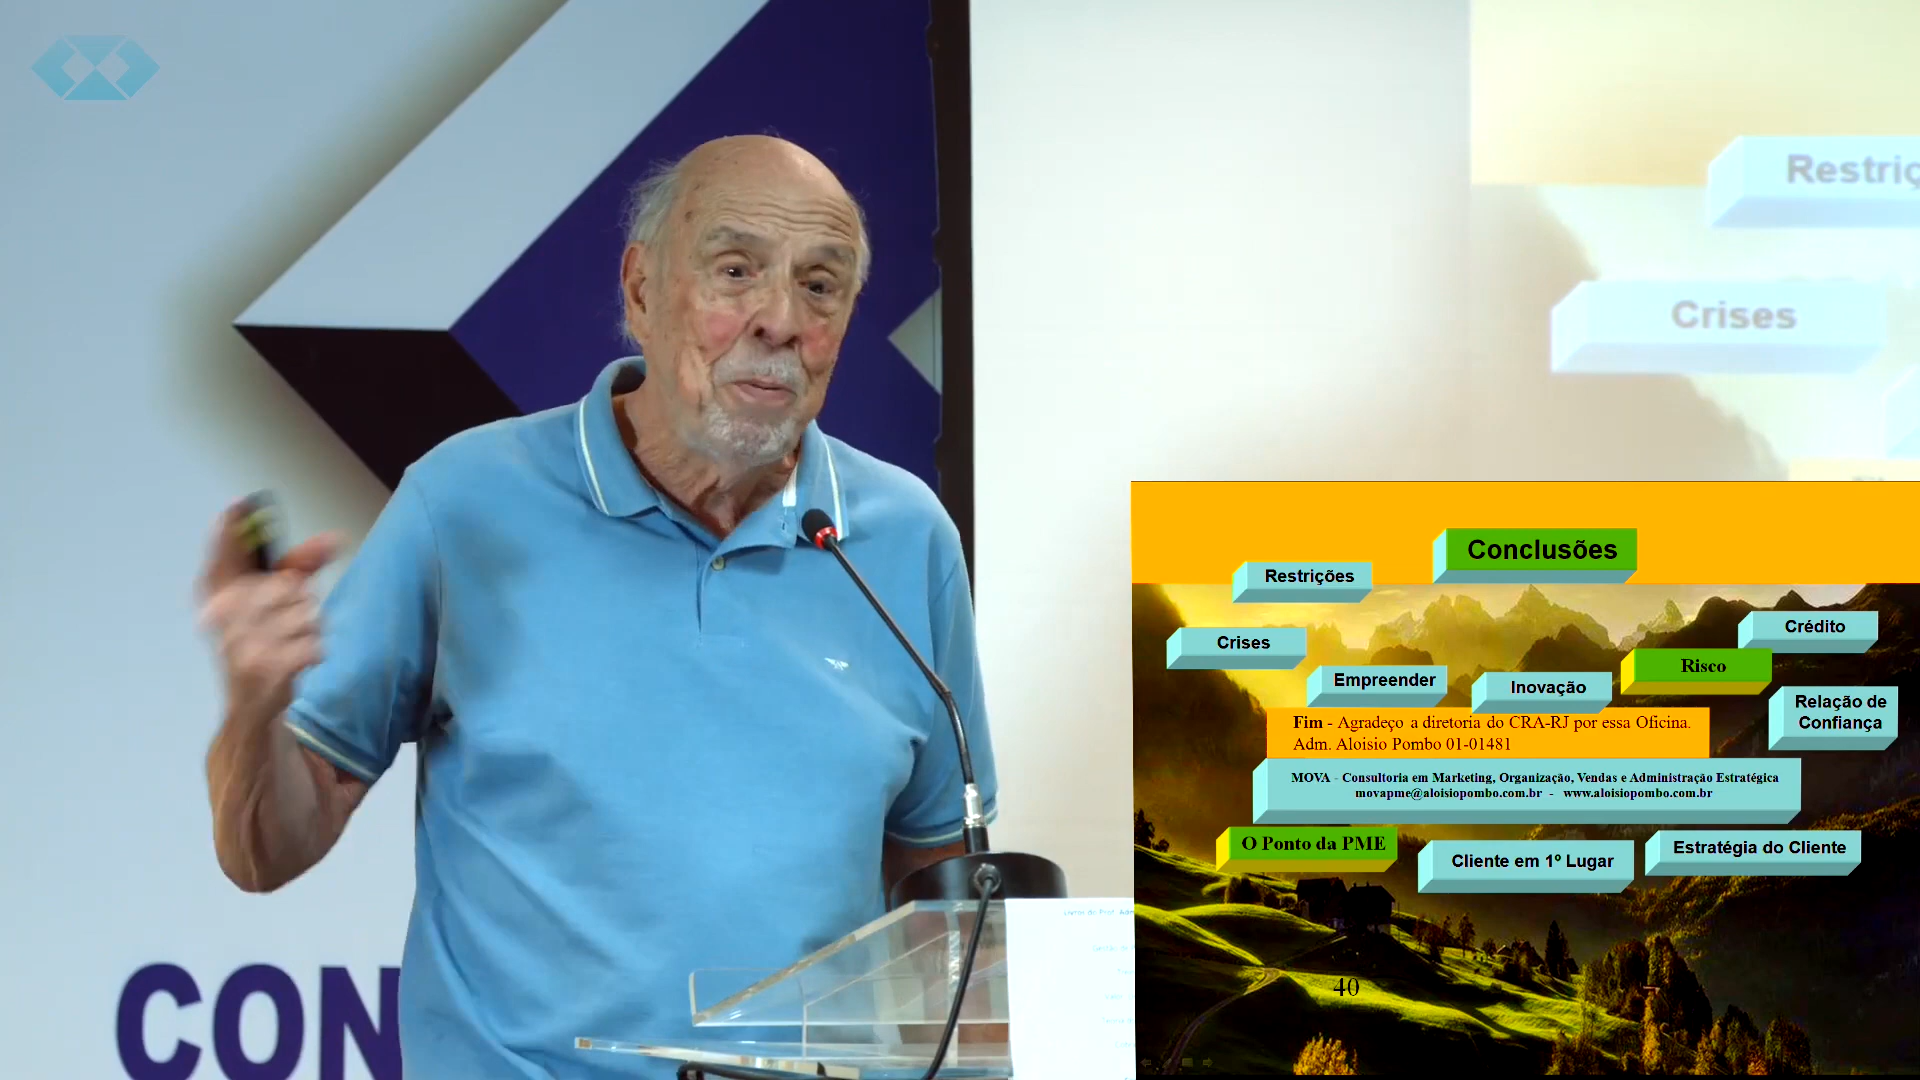 Restriç
Crises
CON
Conclusões
Restrições
Crises
Crédito
Risco
Empreender
Inovação
Relação de
Confiança
Fim - Agradeço a diretoria do CRA-RJ por essa Oficina.
Adm. Aloisio Pombo 01-01481
MOVA - Consultoria em Marketing, Organização, Vendas e Administração Estratégica
movapme@aloisiopombo.com.br - www.aloisiopombo.com.br
O Ponto da PME
Cliente em 1º Lugar
Estratégia do Cliente
40